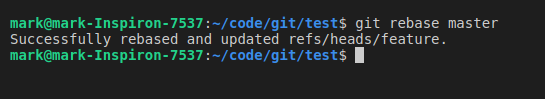 mark@mark-Inspiron-7537:~/code/git/test$ git rebase master
Successfully rebased and updated refs/heads/feature.
mark@mark-Inspiron-7537:~/code/git/test$